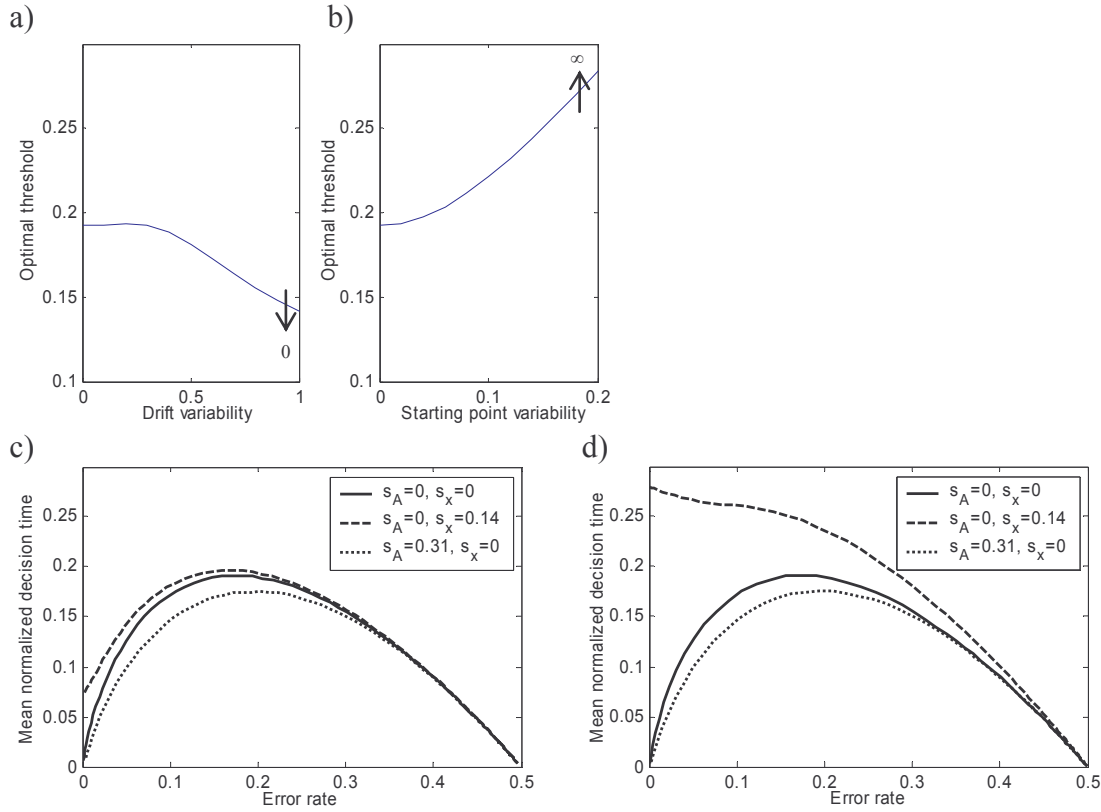 a)
b)
Optimal threshold
0.25
0.2
0.15
0.1
0
0.5
1
Drift variability
0
Optimal threshold
0.25
0.2
0.15
0.1
0
0.1
0.2
Starting point variability
∞
c)
d)
Mean normalized decision time
0.25
0.2
0.15
0.1
0.05
0
0
0.1
0.2
0.3
0.4
0.5
Error rate
s_A=0, s_x=0
s_A=0, s_x=0.14
s_A=0.31, s_x=0
Mean normalized decision time
0.25
0.2
0.15
0.1
0.05
0
0
0.1
0.2
0.3
0.4
0.5
Error rate
s_A=0, s_x=0
s_A=0, s_x=0.14
s_A=0.31, s_x=0